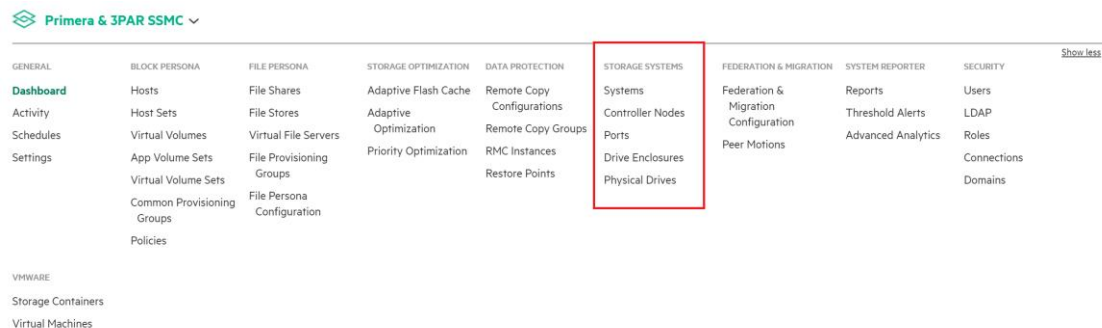 Primera & 3PAR SSMC
Show less
GENERAL
Dashboard
Activity
Schedules
Settings
BLOCK PERSONA
Hosts
Host Sets
Virtual Volumes
App Volume Sets
Virtual Volume Sets
Common Provisioning
Groups
Policies
FILE PERSONA
File Shares
File Stores
Virtual File Servers
File Provisioning
Groups
File Persona
Configuration
STORAGE OPTIMIZATION
Adaptive Flash Cache
Adaptive
Optimization
Priority Optimization
DATA PROTECTION
Remote Copy
Configurations
Remote Copy Groups
RMC Instances
Restore Points
STORAGE SYSTEMS
Systems
Controller Nodes
Ports
Drive Enclosures
Physical Drives
FEDERATION & MIGRATION
Federation &
Migration
Configuration
Peer Motions
SYSTEM REPORTER
Reports
Threshold Alerts
Advanced Analytics
SECURITY
Users
LDAP
Roles
Connections
Domains
VMWARE
Storage Containers
Virtual Machines